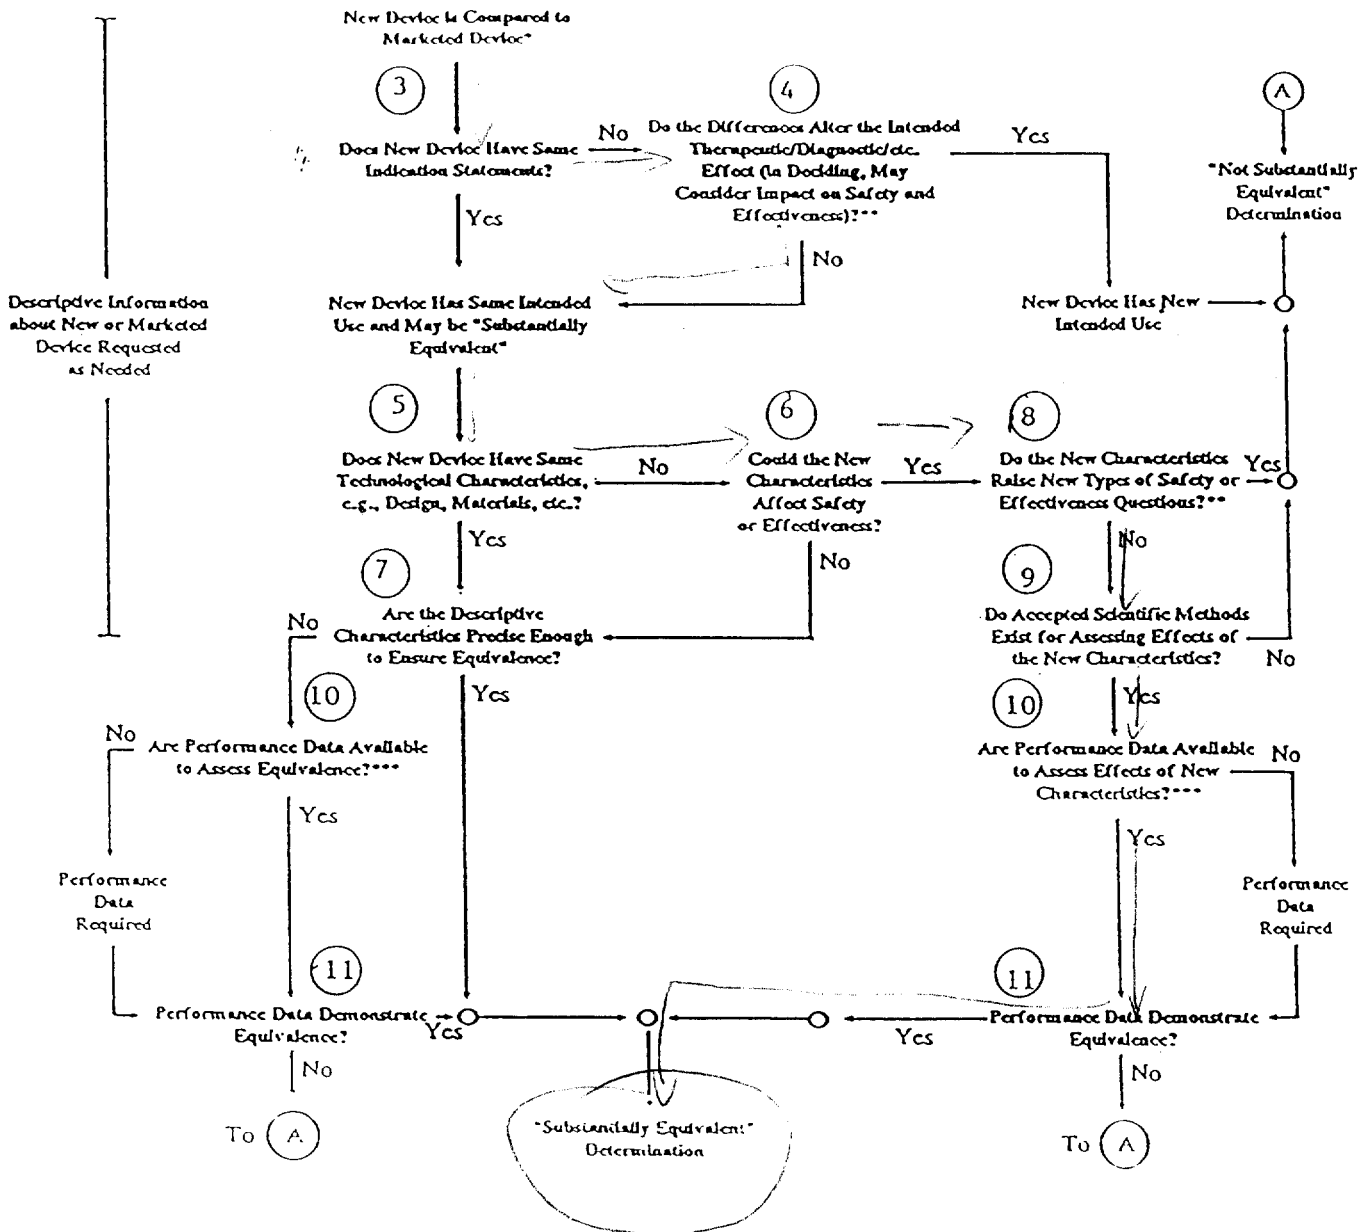 New Device is Compared to
Marketed Device*
3
4
A
Does New Device Have Same
Indication Statements?
No
Do the Differences Alter the Intended
Therapeutic/Diagnostic/etc.
Effect (in Deciding, May
Consider Impact on Safety and
Effectiveness)?**
Yes
"Not Substantially
Equivalent"
Determination
Yes
No
Descriptive Information
about New or Marketed
Device Requested
as Needed
New Device Has Same Intended
Use and May be "Substantially
Equivalent"
New Device Has New
Intended Use
5
6
8
Does New Device Have Same
Technological Characteristics,
e.g., Design, Materials, etc.?
No
Could the New
Characteristics
Affect Safety
or Effectiveness?
Yes
Do the New Characteristics
Raise New Types of Safety or
Effectiveness Questions?**
Yes
Yes
No
No
7
9
No
Are the Descriptive
Characteristics Precise Enough
to Ensure Equivalence?
Do Accepted Scientific Methods
Exist for Assessing Effects of
the New Characteristics?
No
10
Yes
Yes
10
No
Are Performance Data Available
to Assess Equivalence?***
Are Performance Data Available
to Assess Effects of New
Characteristics?***
No
Yes
Yes
Performance
Data
Required
Performance
Data
Required
11
11
Performance Data Demonstrate
Equivalence?
Yes
Yes
Performance Data Demonstrate
Equivalence?
No
No
To A
"Substantially Equivalent"
Determination
To A